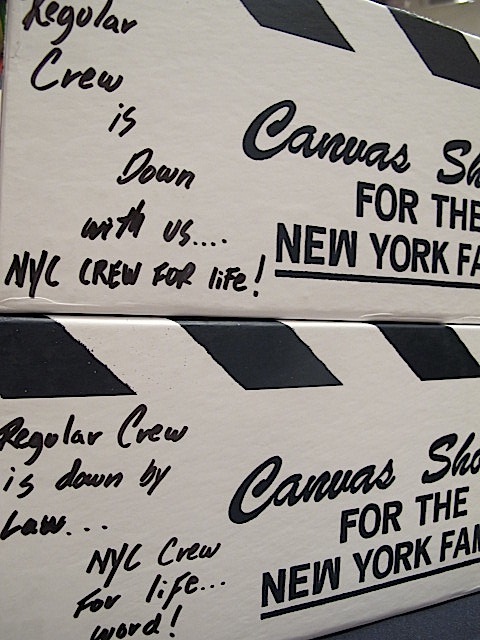 Regular
Crew
is
Down
with us....
NYC CREW FOR life!
Canvas Sh
FOR THE
NEW YORK FA
Regular Crew
is down by
Law...
NYC Crew
For life...
word!
Canvas Sho
FOR THE
NEW YORK FAM